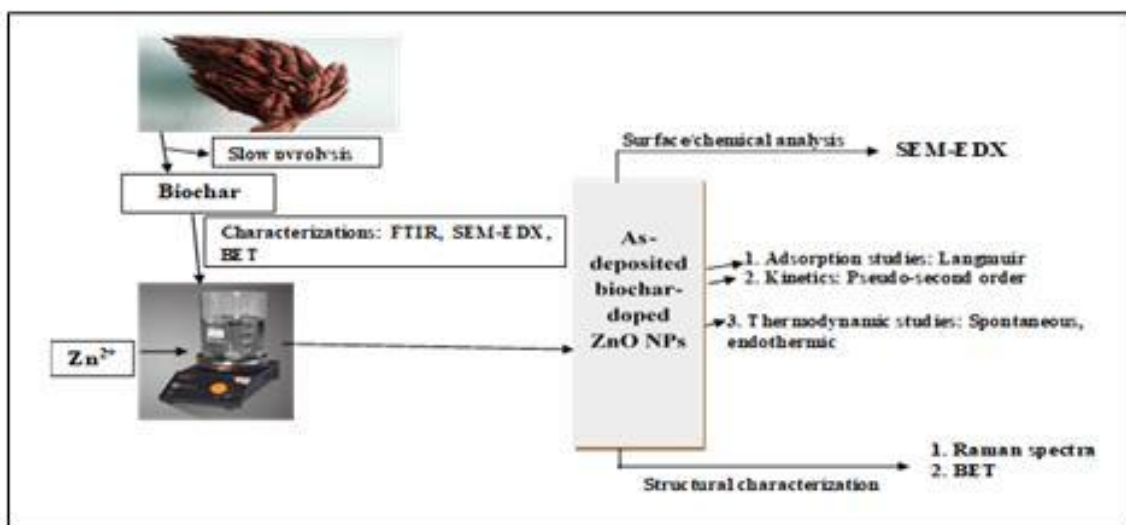 Slow pyrolysis
Biochar
Characterizations: FTIR, SEM-EDX,
BET
Zn²⁺
As-
deposited
biochar-
doped
ZnO NPs
Surface/chemical analysis
SEM-EDX
1. Adsorption studies: Langmuir
2. Kinetics: Pseudo-second order
3. Thermodynamic studies: Spontaneous,
endothermic
Structural characterization
1. Raman spectra
2. BET